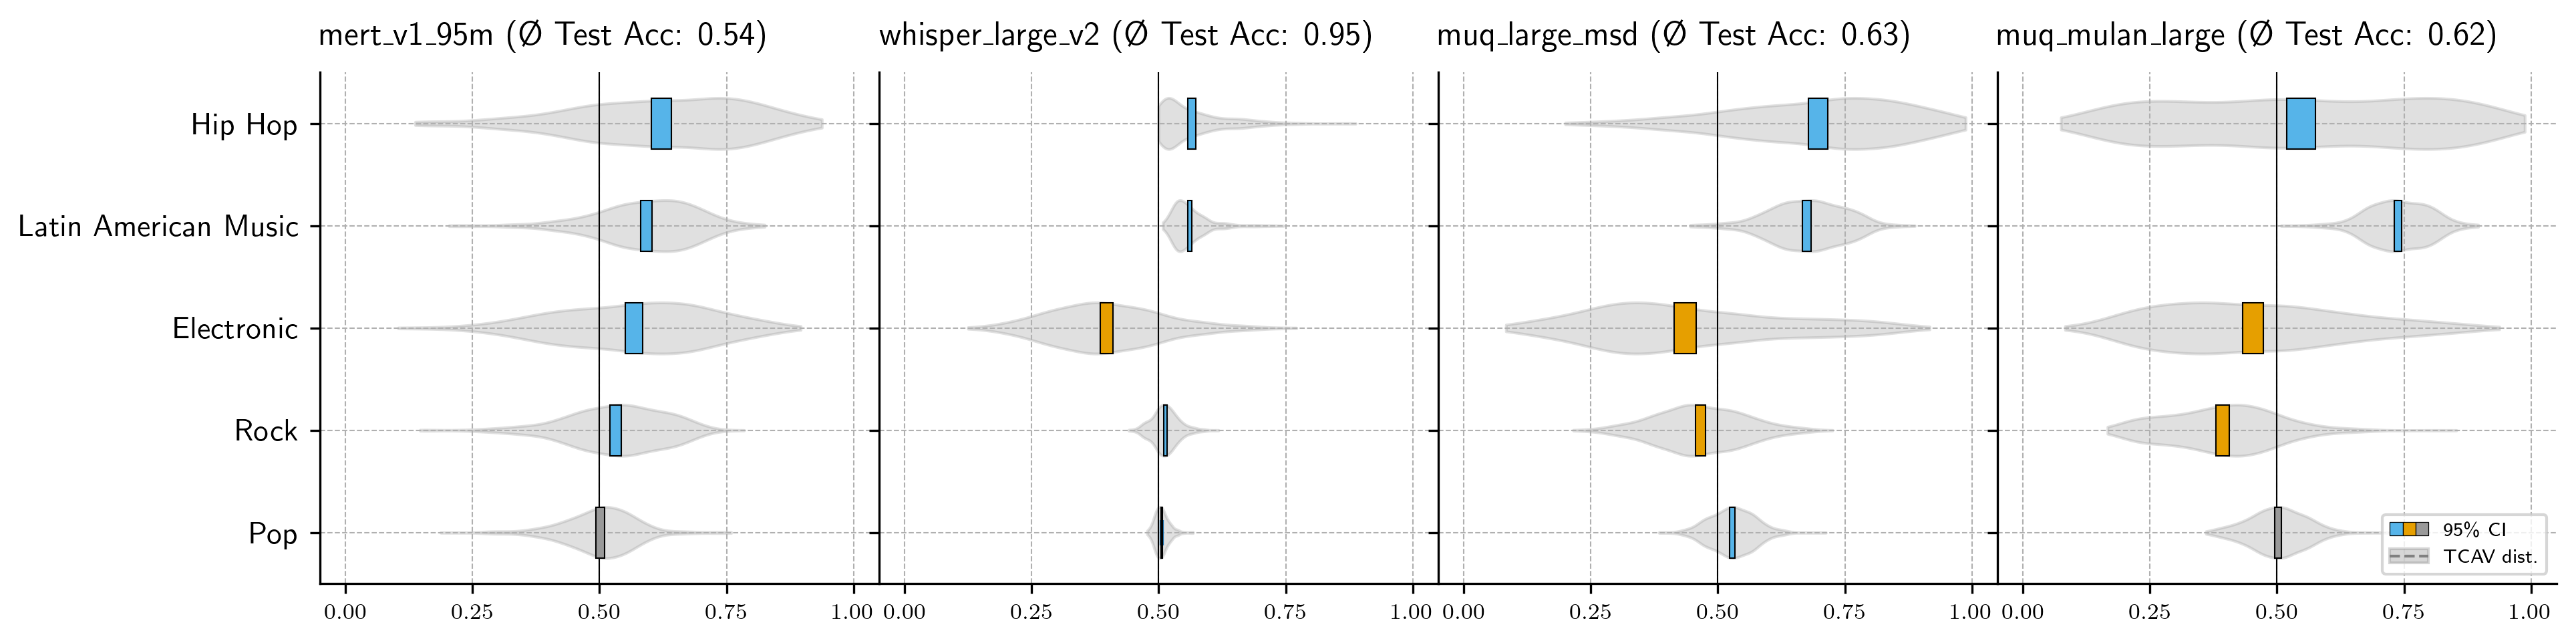 mert_v1_95m (Ø Test Acc: 0.54)
whisper_large_v2 (Ø Test Acc: 0.95)
muq_large_msd (Ø Test Acc: 0.63)
muq_mulan_large (Ø Test Acc: 0.62)
Hip Hop
Latin American Music
Electronic
Rock
Pop
95% CI
TCAV dist.
0.00 0.25 0.50 0.75 1.00
0.00 0.25 0.50 0.75 1.00
0.00 0.25 0.50 0.75 1.00
0.00 0.25 0.50 0.75 1.00